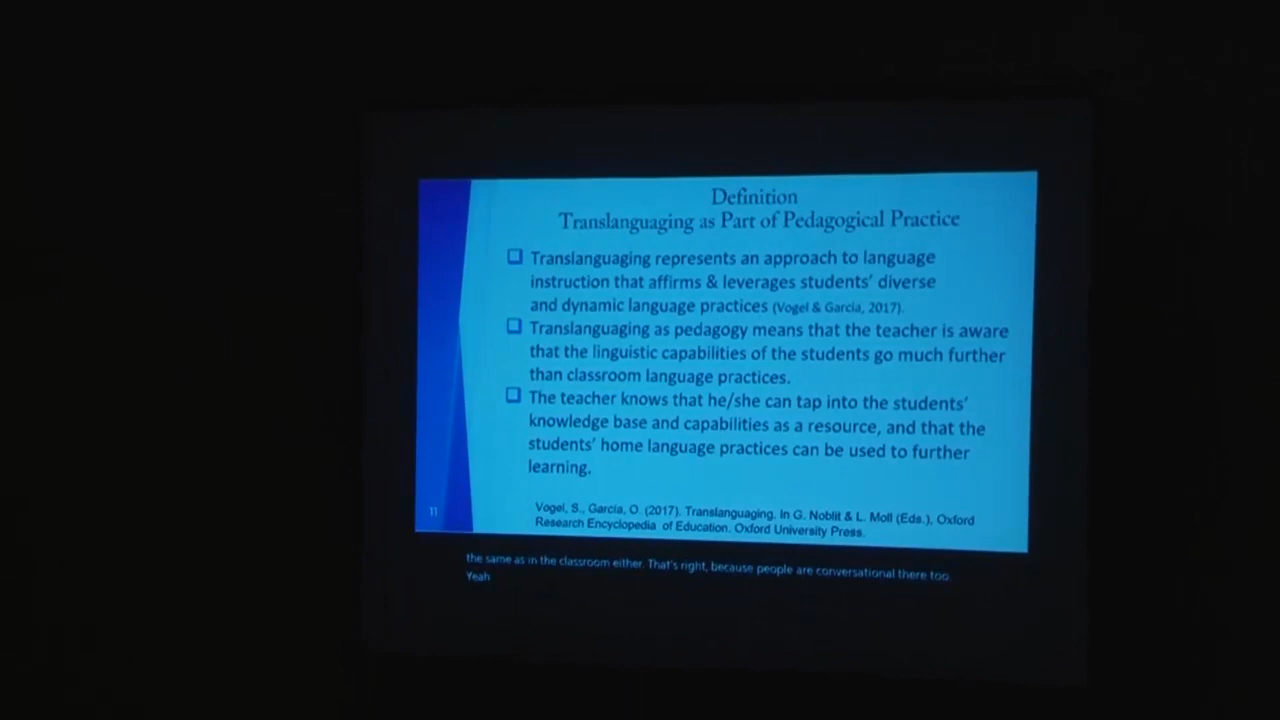 Definition
Translanguaging as Part of Pedagogical Practice
Translanguaging represents an approach to language
instruction that affirms & leverages students' diverse
and dynamic language practices (Vogel & Garcia, 2017).
Translanguaging as pedagogy means that the teacher is aware
that the linguistic capabilities of the students go much further
than classroom language practices.
The teacher knows that he/she can tap into the students'
knowledge base and capabilities as a resource, and that the
students' home language practices can be used to further
learning.
Vogel, S., Garcia, O. (2017). Translanguaging. In G. Noblit & L. Moll (Eds.), Oxford
Research Encyclopedia of Education. Oxford University Press.
11
the same as in the classroom either. That's right, because people are conversational there too.
Yeah